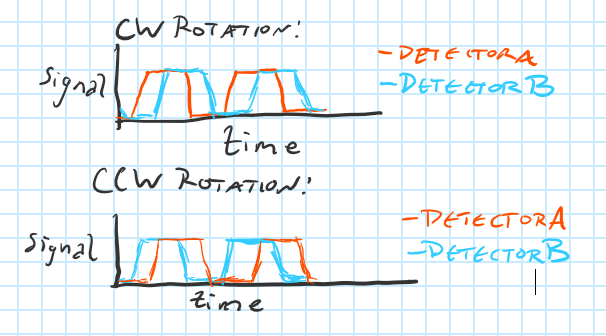 CW ROTATION:
Signal
- DETECTOR A
- DETECTOR B
time
CCW ROTATION:
Signal
- DETECTOR A
- DETECTOR B
time